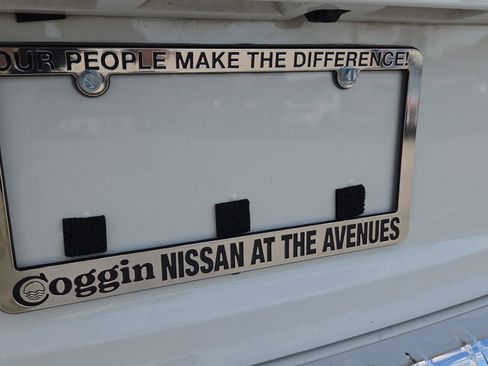 OUR PEOPLE MAKE THE DIFFERENCE!
Coggin NISSAN AT THE AVENUES